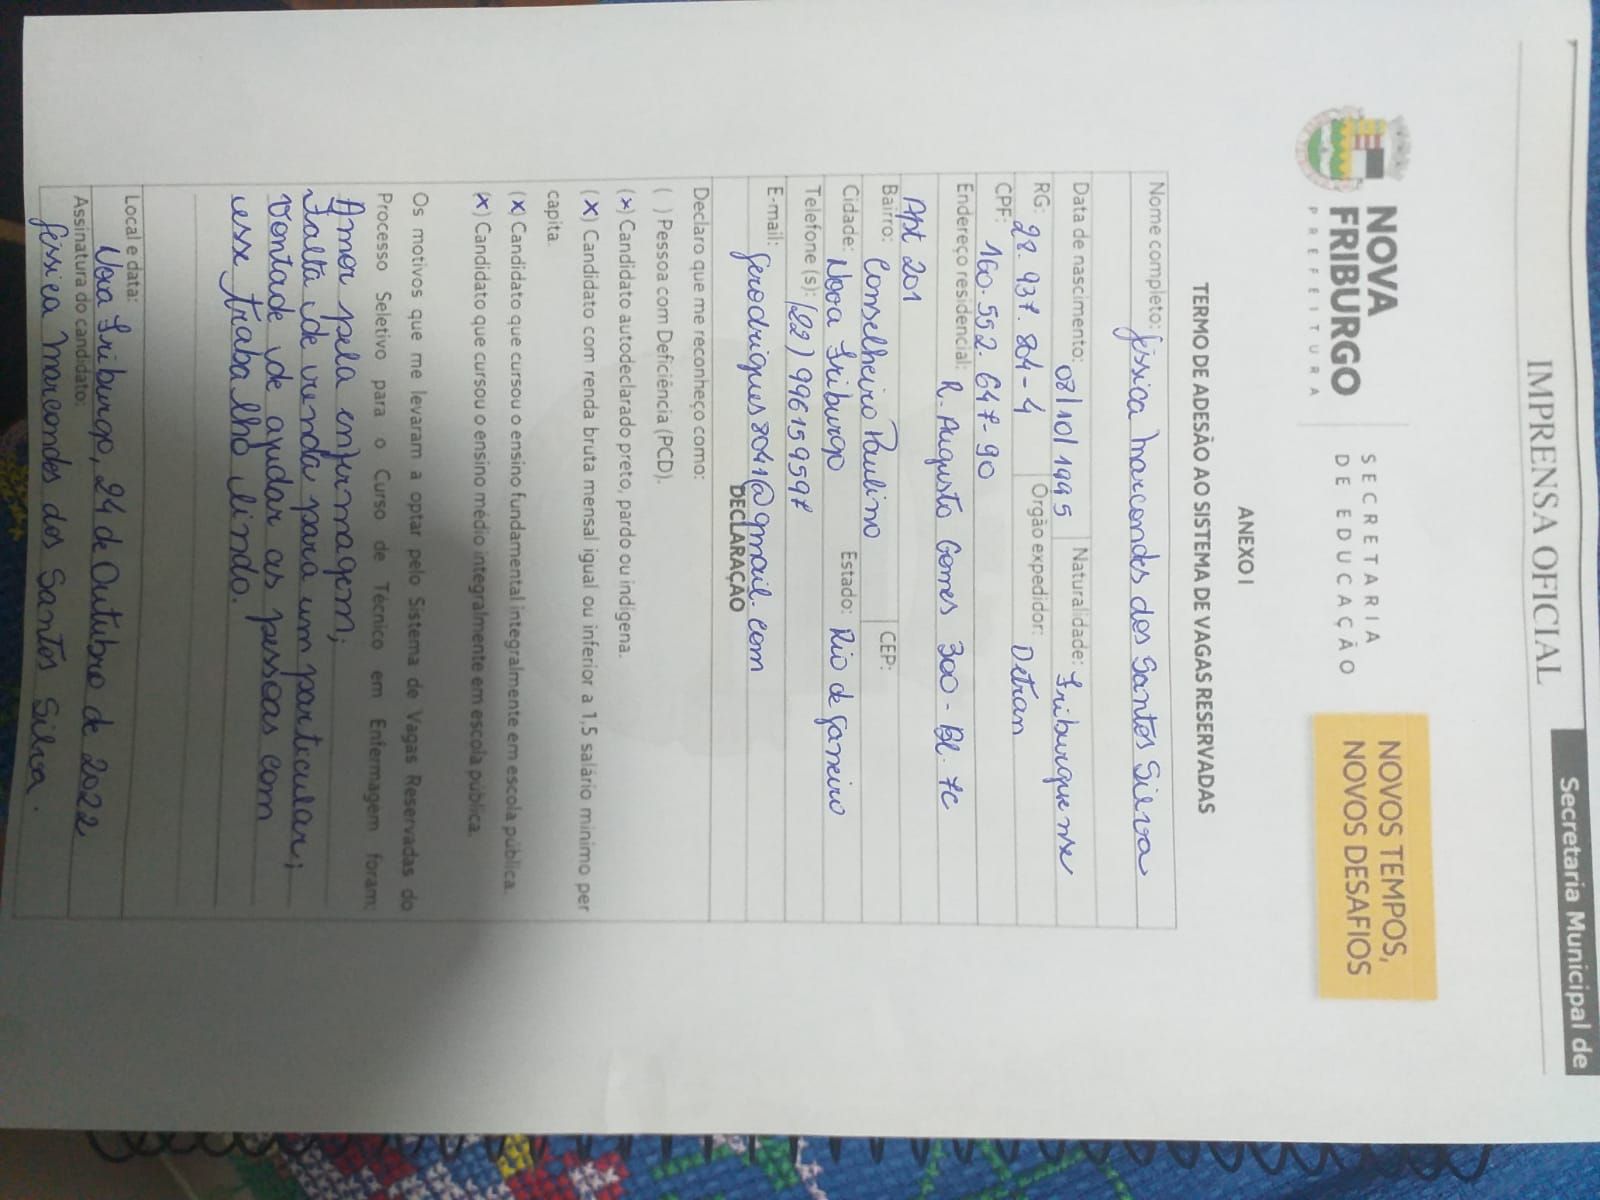 IMPRENSA OFICIAL
Secretaria Municipal de
NOVA
FRIBURGO
PREFEITURA
SECRETARIA
DE EDUCAÇÃO
NOVOS TEMPOS,
NOVOS DESAFIOS
ANEXO I
TERMO DE ADESÃO AO SISTEMA DE VAGAS RESERVADAS
Nome completo: Jéssica Marcondes dos Santos Silva
Data de nascimento: 08/10/1995 Naturalidade: Friburguense
RG: 28.937.804-4 Órgão expedidor: Detran
CPF: 160.552.647-90
Endereço residencial: R. Augusto Gomes 300 - Bl. 7C
Apt 201
Bairro: Conselheiro Paulino CEP:
Cidade: Nova Friburgo Estado: Rio de Janeiro
Telefone (s): (22) 996159597
E-mail: jerodrigues8041@gmail.com
DECLARAÇÃO
Declaro que me reconheço como:
( ) Pessoa com Deficiência (PCD).
(x) Candidato autodeclarado preto, pardo ou indígena.
(x) Candidato com renda bruta mensal igual ou inferior a 1,5 salário mínimo per
capita.
(x) Candidato que cursou o ensino fundamental integralmente em escola pública.
(x) Candidato que cursou o ensino médio integralmente em escola pública.
Os motivos que me levaram a optar pelo Sistema de Vagas Reservadas do
Processo Seletivo para o Curso de Técnico em Enfermagem foram:
Amor pela enfermagem;
Falta de renda para um particular;
Vontade de ajudar as pessoas com
esse trabalho lindo.
Local e data:
Nova Friburgo, 24 de Outubro de 2022
Assinatura do candidato:
Jéssica Marcondes dos Santos Silva.